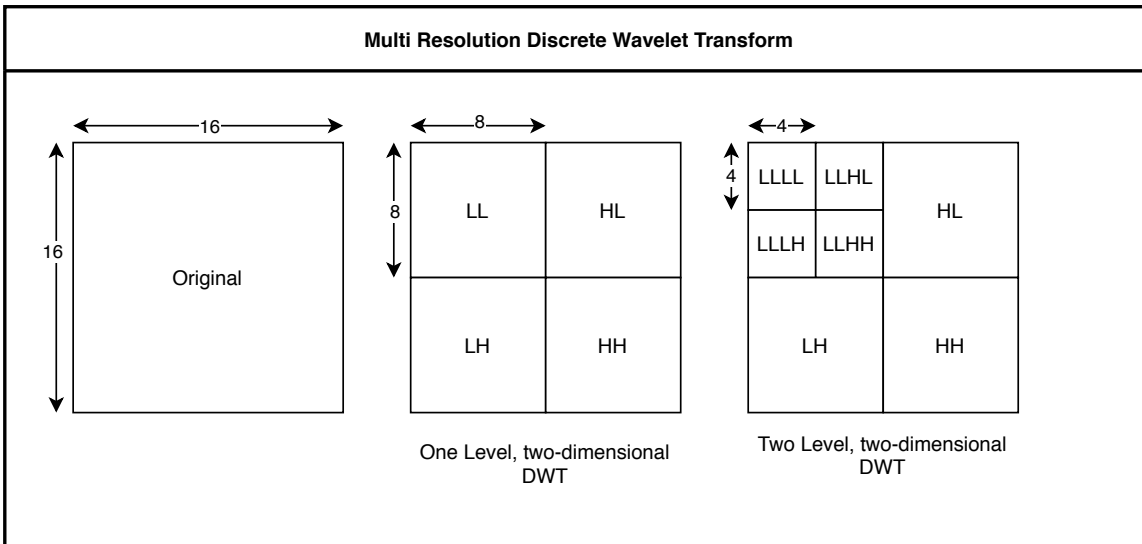 Multi Resolution Discrete Wavelet Transform
16
16
Original
8
8
LL
HL
LH
HH
One Level, two-dimensional
DWT
4
4
LLLL
LLHL
LLLH
LLHH
HL
LH
HH
Two Level, two-dimensional
DWT